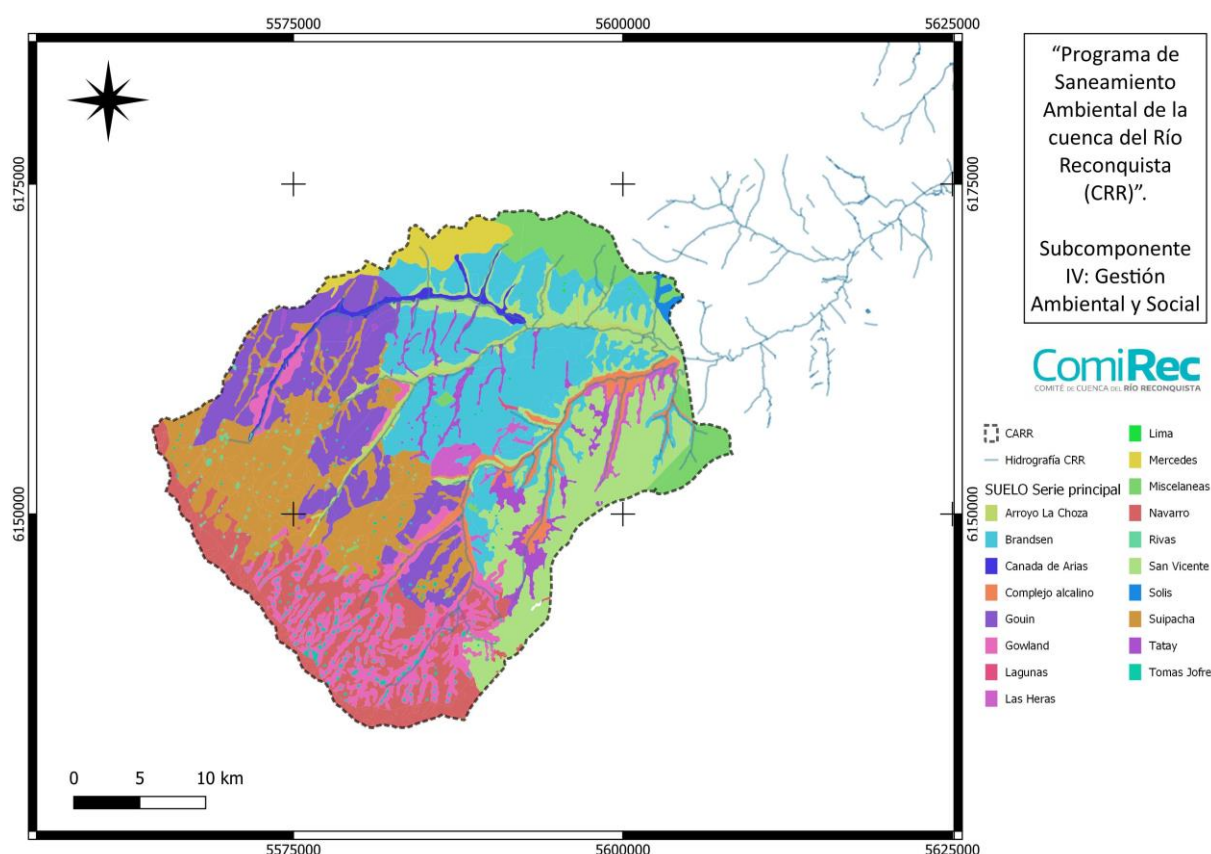 5575000
5600000
5625000
6175000
6175000
6150000
6150000
0 5 10 km
5575000
5600000
5625000
“Programa de
Saneamiento
Ambiental de la
cuenca del Río
Reconquista
(CRR)”.
Subcomponente
IV: Gestión
Ambiental y Social
ComiRec
COMITÉ DE CUENCA DEL RÍO RECONQUISTA
CARR
Hidrografía CRR
SUELO Serie principal
Arroyo La Choza
Brandsen
Canada de Arias
Complejo alcalino
Gouin
Gowland
Lagunas
Las Heras
Lima
Mercedes
Miscelaneas
Navarro
Rivas
San Vicente
Solis
Suipacha
Tatay
Tomas Jofre